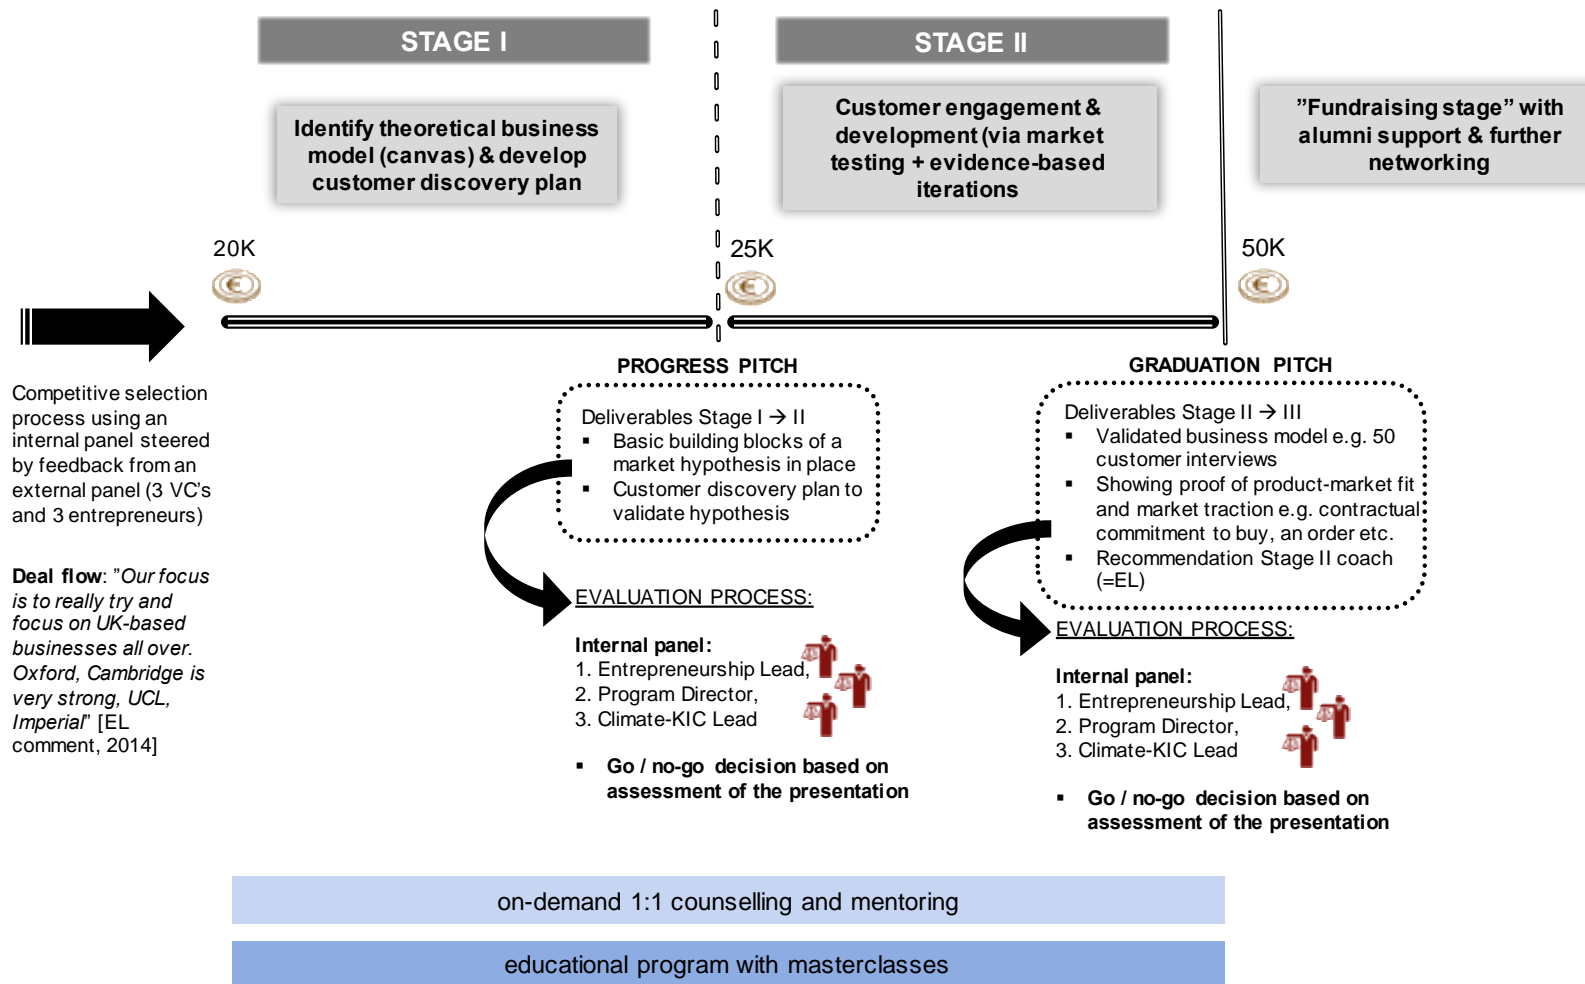 STAGE I
STAGE II
Identify theoretical business
model (canvas) & develop
customer discovery plan
Customer engagement &
development (via market
testing + evidence-based
iterations
”Fundraising stage” with
alumni support & further
networking
20K
25K
50K
€
€
€
Competitive selection
process using an
internal panel steered
by feedback from an
external panel (3 VC's
and 3 entrepreneurs)
Deal flow: ”Our focus
is to really try and
focus on UK-based
businesses all over.
Oxford, Cambridge is
very strong, UCL,
Imperial” [EL
comment, 2014]
PROGRESS PITCH
Deliverables Stage I → II
▪ Basic building blocks of a
market hypothesis in place
▪ Customer discovery plan to
validate hypothesis
EVALUATION PROCESS:
Internal panel:
1. Entrepreneurship Lead,
2. Program Director,
3. Climate-KIC Lead
▪ Go / no-go decision based on
assessment of the presentation
GRADUATION PITCH
Deliverables Stage II → III
▪ Validated business model e.g. 50
customer interviews
▪ Showing proof of product-market fit
and market traction e.g. contractual
commitment to buy, an order etc.
▪ Recommendation Stage II coach
(=EL)
EVALUATION PROCESS:
Internal panel:
1. Entrepreneurship Lead,
2. Program Director,
3. Climate-KIC Lead
▪ Go / no-go decision based on
assessment of the presentation
on-demand 1:1 counselling and mentoring
educational program with masterclasses